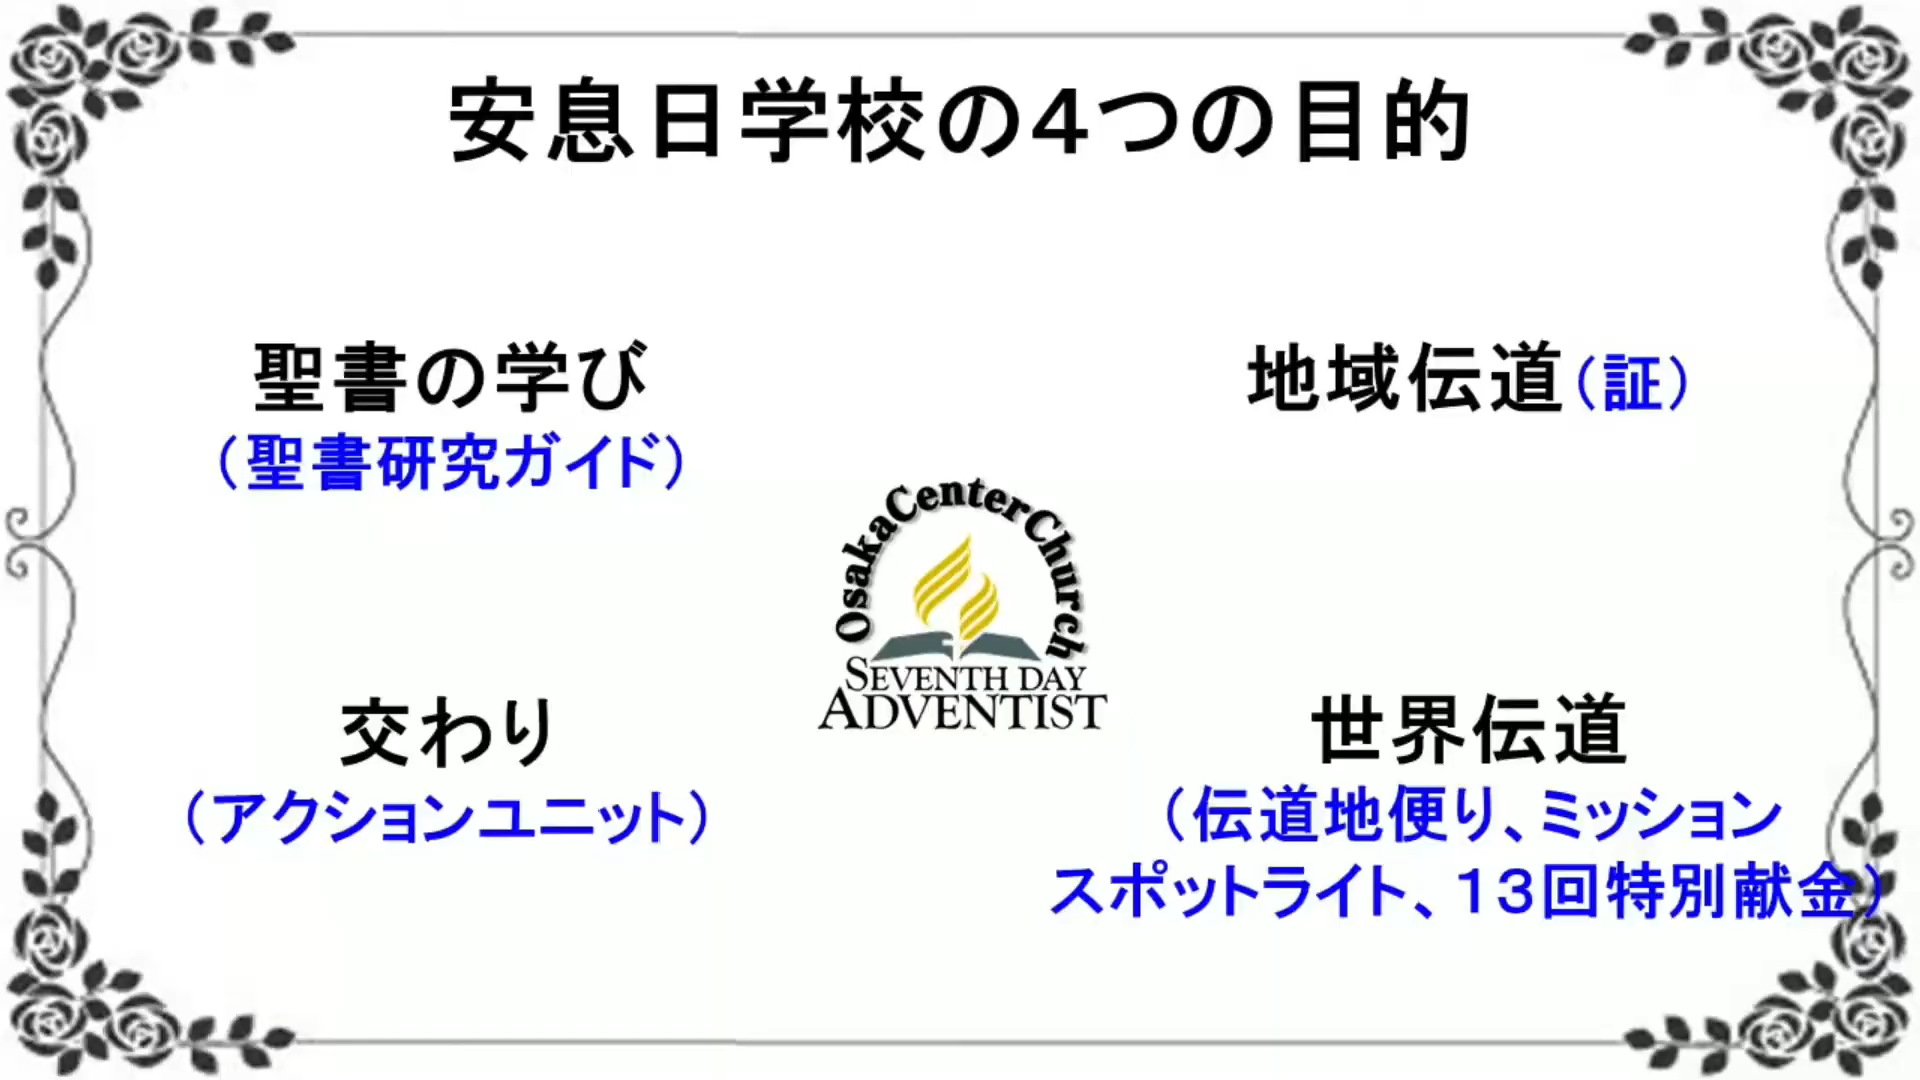 安息日学校の4つの目的
聖書の学び
（聖書研究ガイド）
地域伝道（証）
Osaka Center Church
SEVENTH DAY
ADVENTIST
交わり
（アクションユニット）
世界伝道
（伝道地便り、ミッション
スポットライト、13回特別献金）